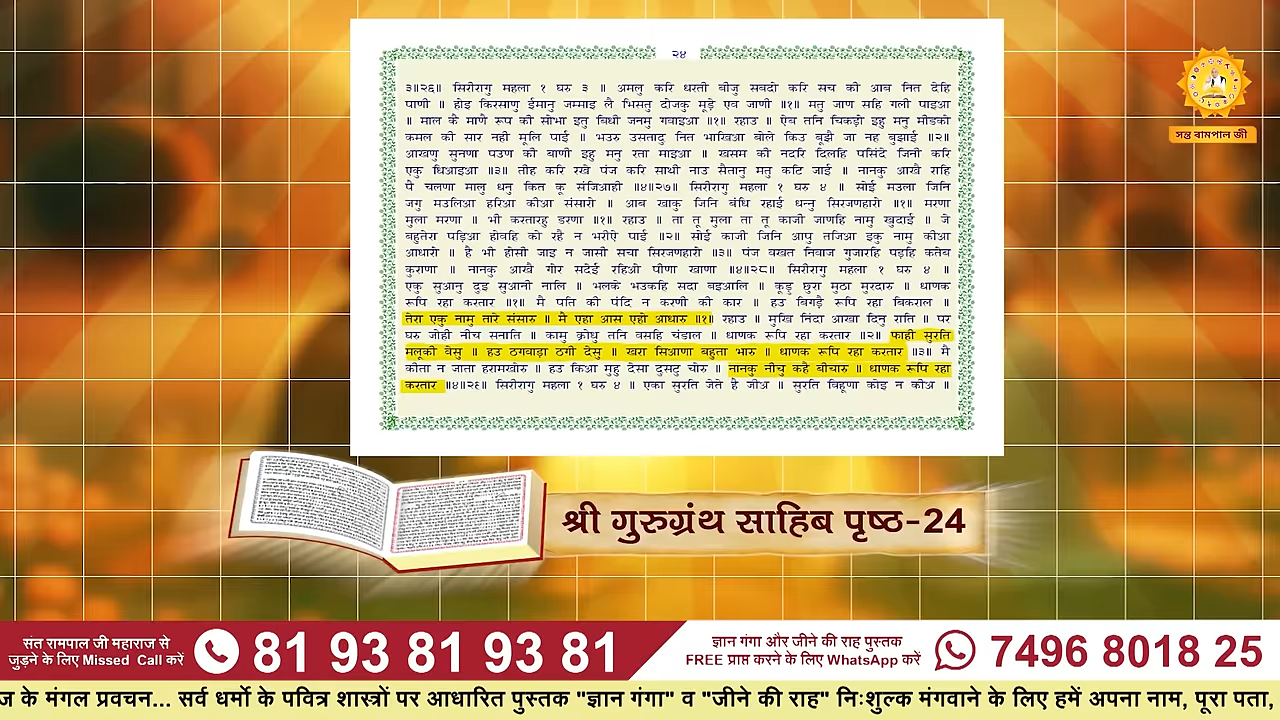 २४
३॥२६॥ सिरीरागु महला १ घरु ३ ॥ अमलु करि धरती बीजु सबदो करि सच की आब नित देहि
पाणी ॥ होइ किरसाणु ईमानु जम्माइ लै भिसतु दोजकु मूड़े एव जाणी ॥१॥ मतु जाण सहि गली पाइआ
॥ माल कै माणै रूप की सोभा इतु बिधी जनमु गवाइआ ॥१॥ रहाउ ॥ ऐब तनि चिकड़ो इहु मनु मीडको
कमल की सार नही मूलि पाई ॥ भउरु उसतादु नित भाखिआ बोले किउ बूझै जा नह बुझाई ॥२॥
आखणु सुनणा पउण की बाणी इहु मनु रता माइआ ॥ खसम की नदरि दिलहि पसिंदे जिनी करि
एकु धिआइआ ॥३॥ तीह करि रखे पंज करि साथी नाउ सैतानु मतु कटि जाई ॥ नानकु आखै राहि
पै चलणा मालु धनु कित कू संजिआही ॥४॥२७॥ सिरीरागु महला १ घरु ४ ॥ सोई मउला जिनि
जगु मउलिआ हरिआ कीआ संसारो ॥ आब खाकु जिनि बंधि रहाई धन्नु सिरजणहारो ॥१॥ मरणा
मुला मरणा ॥ भी करतारहु डरणा ॥१॥ रहाउ ॥ ता तू मुला ता तू काजी जाणहि नामु खुदाई ॥ जे
बहुतेरा पड़िआ होवहि को रहै न भरीऐ पाई ॥२॥ सोई काजी जिनि आपु तजिआ इकु नामु कीआ
आधारो ॥ है भी होसी जाइ न जासी सचा सिरजणहारो ॥३॥ पंज वखत निवाज गुजारहि पड़हि कतेब
कुराणा ॥ नानकु आखै गोर सदेई रहिओ पीणा खाणा ॥४॥२८॥ सिरीरागु महला १ घरु ४ ॥
एकु सुआनु दुइ सुआनी नालि ॥ भलके भउकहि सदा बइआलि ॥ कूड़ु छुरा मुठा मुरदारु ॥ धाणक
रूपि रहा करतार ॥१॥ मै पति की पंदि न करणी की कार ॥ हउ बिगड़ै रूपि रहा बिकराल ॥
तेरा एकु नामु तारे संसारु ॥ मै एहा आस एहो आधारु ॥१॥ रहाउ ॥ मुखि निंदा आखा दिनु राति ॥ पर
घरु जोही नीच सनाति ॥ कामु क्रोधु तनि वसहि चंडाल ॥ धाणक रूपि रहा करतार ॥२॥ फाही सुरति
मलूकी वेसु ॥ हउ ठगवाड़ा ठगी देसु ॥ खरा सिआणा बहुता भारु ॥ धाणक रूपि रहा करतार ॥३॥ मै
कीता न जाता हरामखोरु ॥ हउ किआ मुहु देसा दुसटु चोरु ॥ नानकु नीचु कहै बीचारु ॥ धाणक रूपि रहा
करतार ॥४॥२९॥ सिरीरागु महला १ घरु ४ ॥ एका सुरति जेते है जीअ ॥ सुरति विहूणा कोइ न कीअ ॥
सन्त रामपाल जी
श्री गुरुग्रंथ साहिब पृष्ठ-24
संत रामपाल जी महाराज से
जुड़ने के लिए Missed Call करें
81 93 81 93 81
ज्ञान गंगा और जीने की राह पुस्तक
FREE प्राप्त करने के लिए WhatsApp करें
7496 8018 25
ज के मंगल प्रवचन... सर्व धर्मो के पवित्र शास्त्रों पर आधारित पुस्तक "ज्ञान गंगा" व "जीने की राह" निःशुल्क मंगवाने के लिए हमें अपना नाम, पूरा पता,